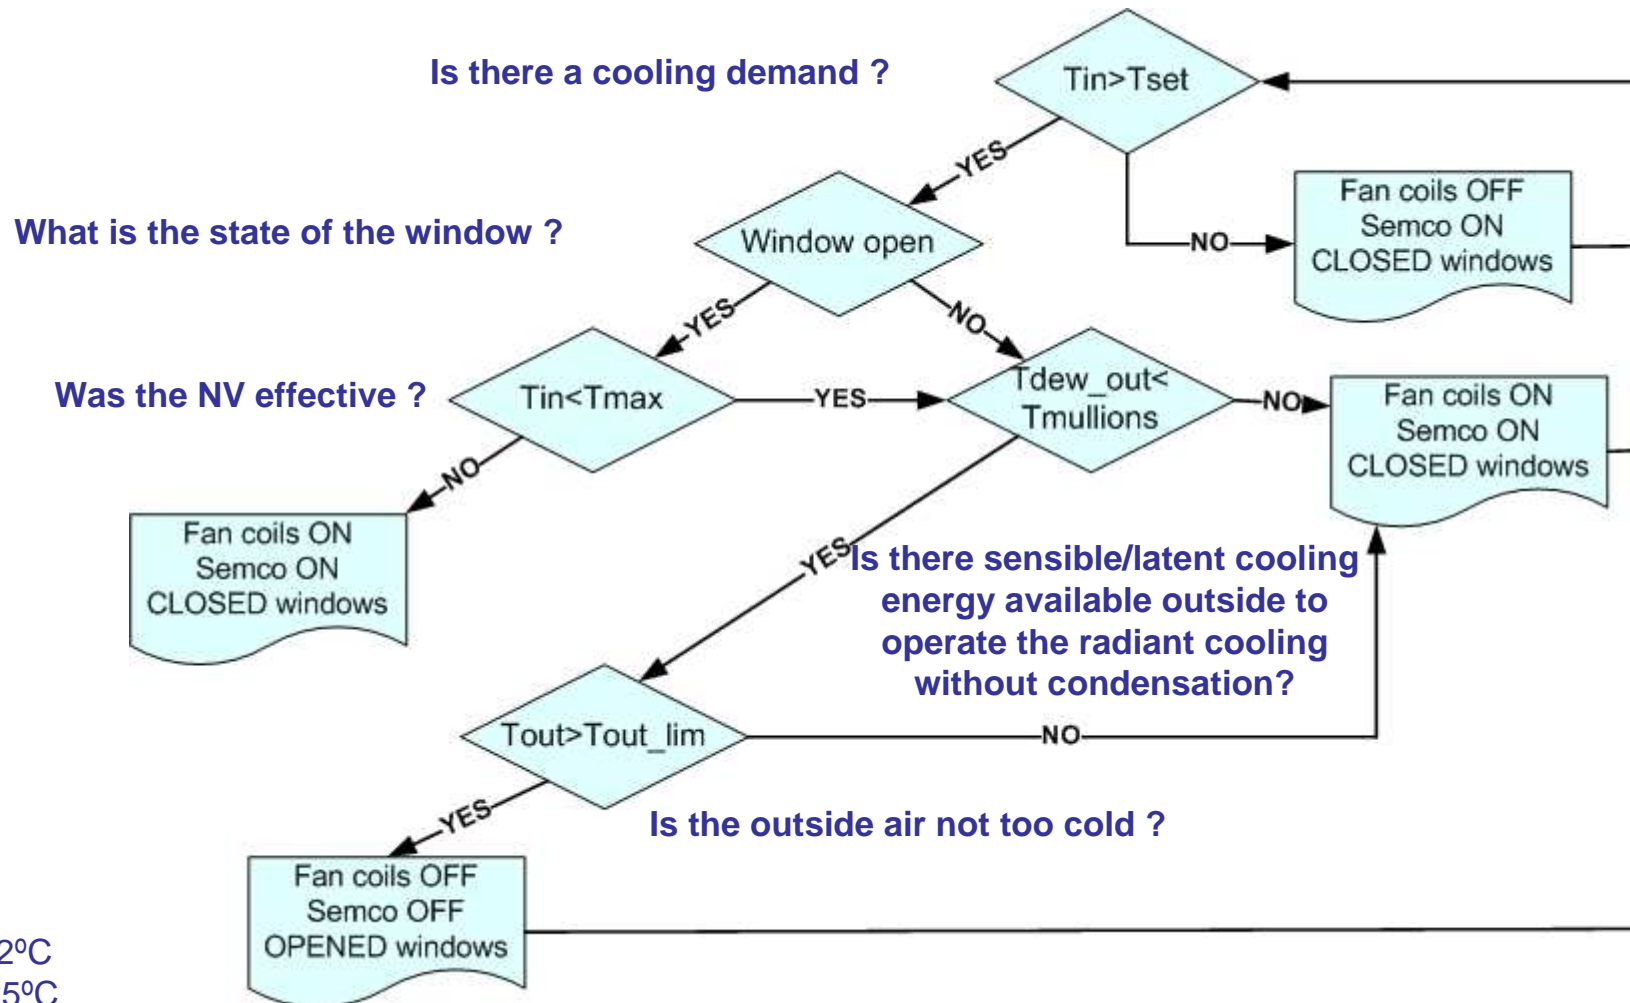 Is there a cooling demand ?
Tin>Tset
YES
NO
Fan coils OFF
Semco ON
CLOSED windows
What is the state of the window ?
Window open
YES
NO
Was the NV effective ?
Tin<Tmax
YES
Tdew_out<
Tmullions
NO
Fan coils ON
Semco ON
CLOSED windows
NO
Fan coils ON
Semco ON
CLOSED windows
YES
Is there sensible/latent cooling
energy available outside to
operate the radiant cooling
without condensation?
Tout>Tout_lim
NO
YES
Is the outside air not too cold ?
Fan coils OFF
Semco OFF
OPENED windows
2ºC
5ºC